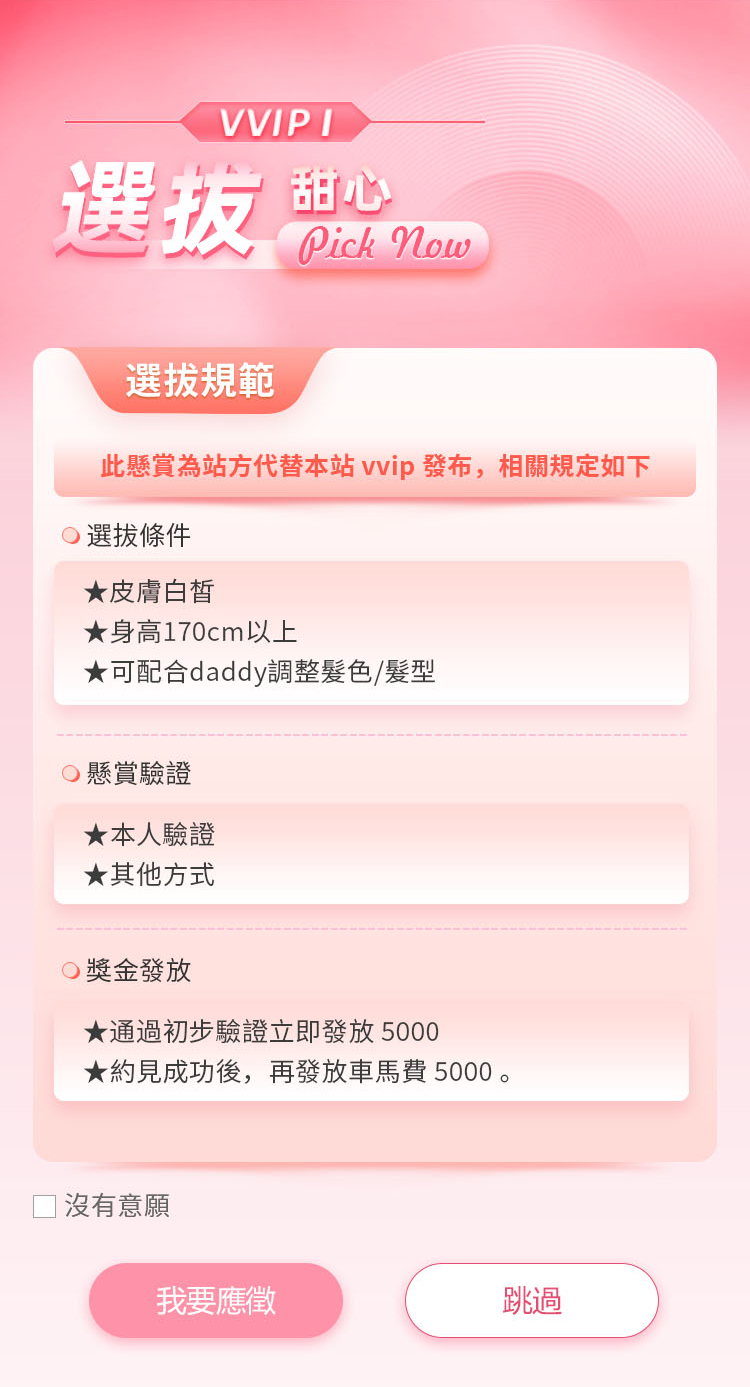 VVIP I
選拔 甜心
Pick Now
選拔規範
此懸賞為站方代替本站 vvip 發布，相關規定如下
選拔條件
★皮膚白皙
★身高170cm以上
★可配合daddy調整髮色/髮型
懸賞驗證
★本人驗證
★其他方式
獎金發放
★通過初步驗證立即發放 5000
★約見成功後，再發放車馬費 5000 。
沒有意願
我要應徵
跳過